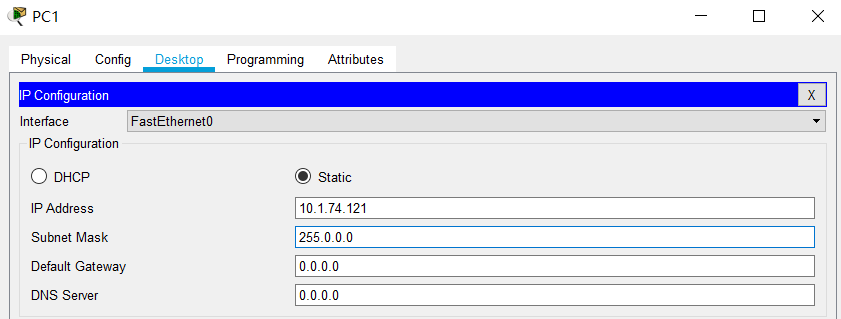 PC1
Physical Config Desktop Programming Attributes
IP Configuration X
Interface FastEthernet0
IP Configuration
DHCP Static
IP Address 10.1.74.121
Subnet Mask 255.0.0.0
Default Gateway 0.0.0.0
DNS Server 0.0.0.0